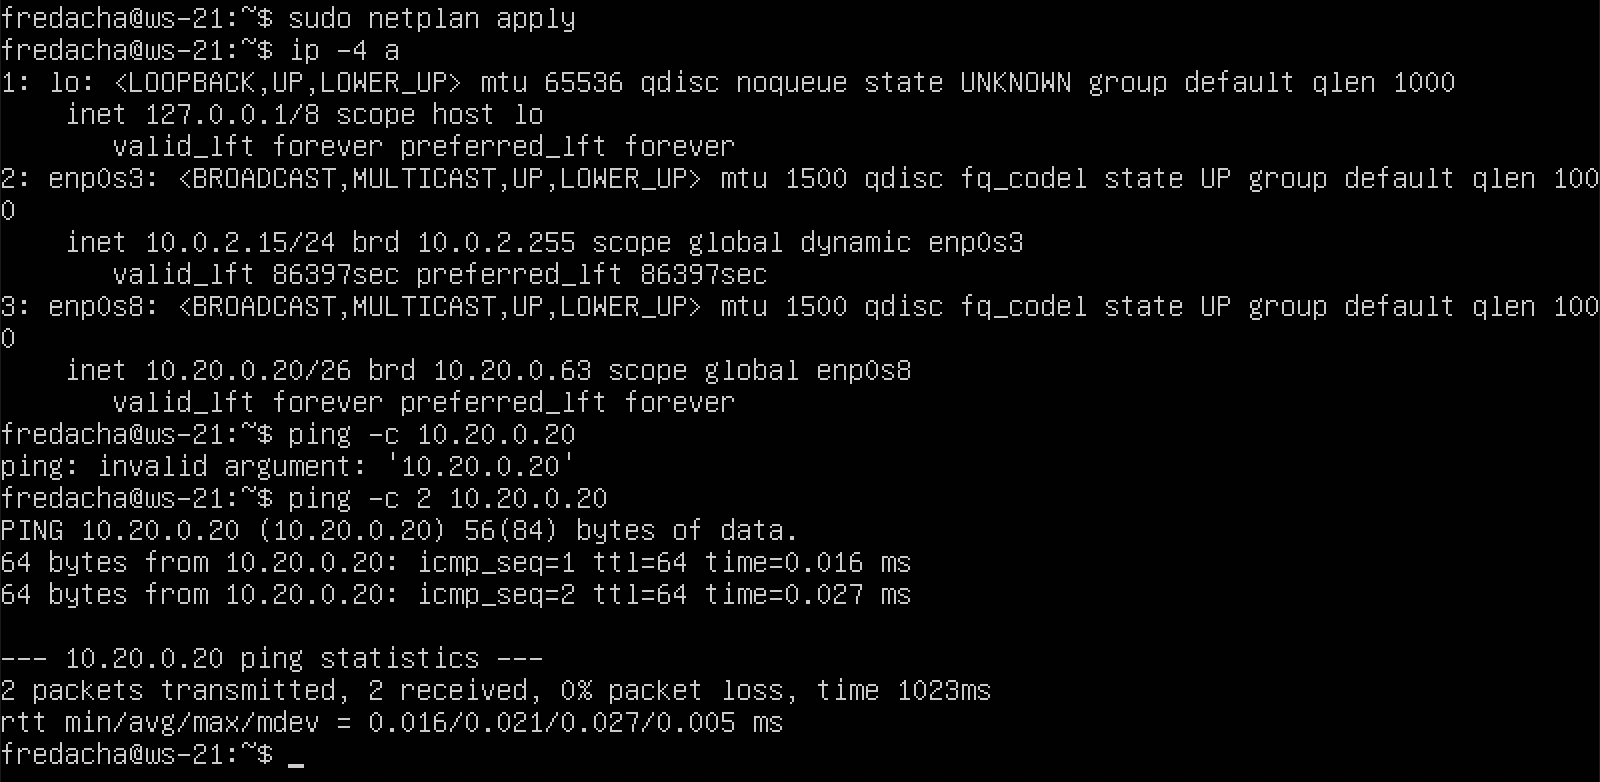 fredacha@ws-21:~$ sudo netplan apply
fredacha@ws-21:~$ ip -4 a
1: lo: <LOOPBACK,UP,LOWER_UP> mtu 65536 qdisc noqueue state UNKNOWN group default qlen 1000
    inet 127.0.0.1/8 scope host lo
       valid_lft forever preferred_lft forever
2: enp0s3: <BROADCAST,MULTICAST,UP,LOWER_UP> mtu 1500 qdisc fq_codel state UP group default qlen 100
0
    inet 10.0.2.15/24 brd 10.0.2.255 scope global dynamic enp0s3
       valid_lft 86397sec preferred_lft 86397sec
3: enp0s8: <BROADCAST,MULTICAST,UP,LOWER_UP> mtu 1500 qdisc fq_codel state UP group default qlen 100
0
    inet 10.20.0.20/26 brd 10.20.0.63 scope global enp0s8
       valid_lft forever preferred_lft forever
fredacha@ws-21:~$ ping -c 10.20.0.20
ping: invalid argument: '10.20.0.20'
fredacha@ws-21:~$ ping -c 2 10.20.0.20
PING 10.20.0.20 (10.20.0.20) 56(84) bytes of data.
64 bytes from 10.20.0.20: icmp_seq=1 ttl=64 time=0.016 ms
64 bytes from 10.20.0.20: icmp_seq=2 ttl=64 time=0.027 ms

--- 10.20.0.20 ping statistics ---
2 packets transmitted, 2 received, 0% packet loss, time 1023ms
rtt min/avg/max/mdev = 0.016/0.021/0.027/0.005 ms
fredacha@ws-21:~$ _